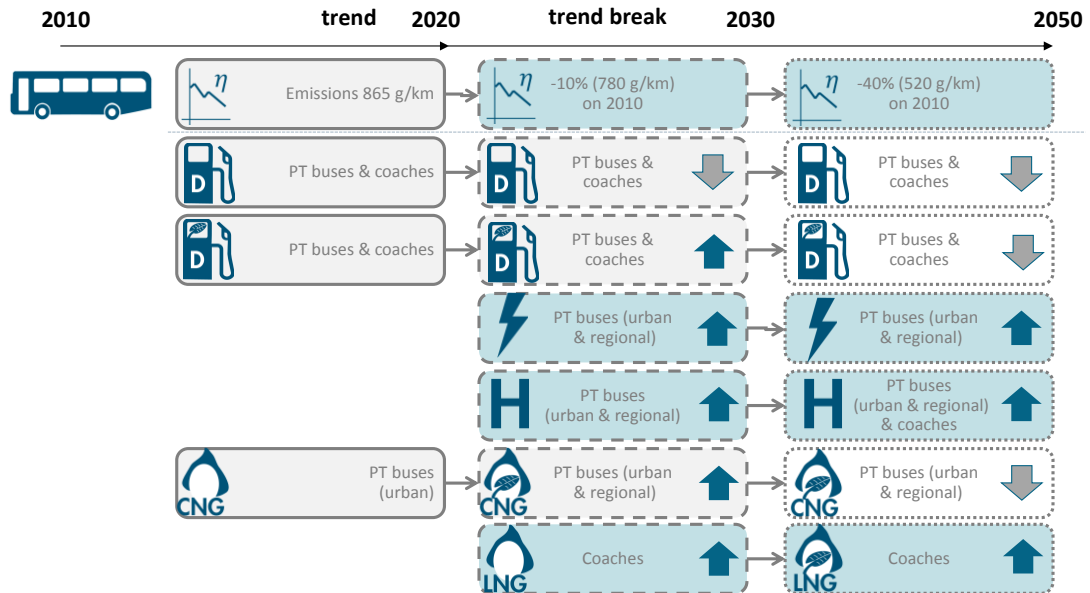 2010 trend 2020 trend break 2030 2050
η Emissions 865 g/km
η -10% (780 g/km)
on 2010
η -40% (520 g/km)
on 2010
D PT buses & coaches
D PT buses &
coaches
D PT buses &
coaches
D PT buses & coaches
D PT buses &
coaches
D PT buses &
coaches
PT buses (urban
& regional)
PT buses (urban
& regional)
H PT buses
(urban & regional)
H PT buses
(urban & regional)
& coaches
CNG PT buses
(urban)
CNG PT buses (urban
& regional)
CNG PT buses (urban
& regional)
LNG Coaches
LNG Coaches